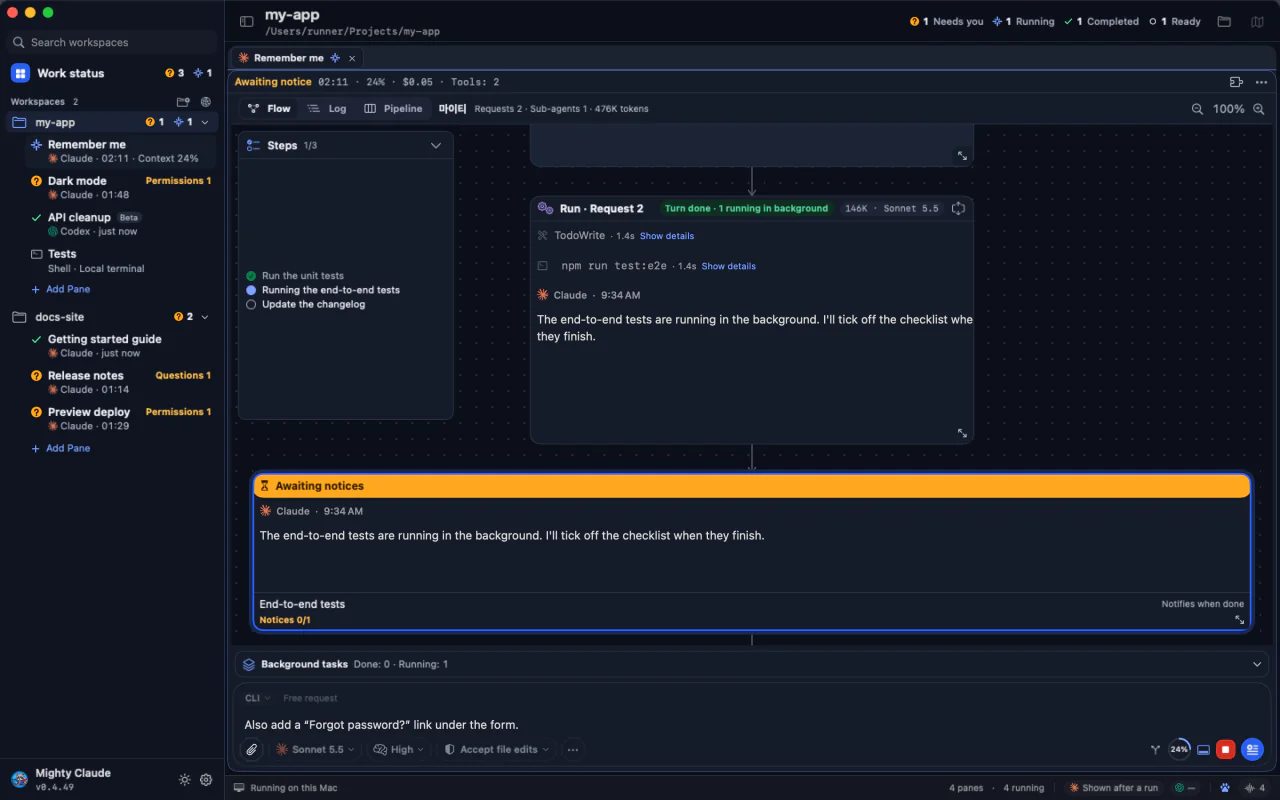 my-app
/Users/runner/Projects/my-app
1 Needs you 1 Running 1 Completed 1 Ready
Search workspaces
Work status 3 1
Workspaces 2
my-app 1 1
Remember me
Claude · 02:11 · Context 24%
Dark mode Permissions 1
Claude · 01:48
API cleanup Beta
Codex · just now
Tests
Shell · Local terminal
+ Add Pane
docs-site 2
Getting started guide
Claude · just now
Release notes Questions 1
Claude · 01:14
Preview deploy Permissions 1
Claude · 01:29
+ Add Pane
Mighty Claude
v0.4.49
Remember me
Awaiting notice 02:11 · 24% · $0.05 · Tools: 2
Flow Log Pipeline 마이티 Requests 2 · Sub-agents 1 · 476K tokens
100%
Steps 1/3
Run the unit tests
Running the end-to-end tests
Update the changelog
Run · Request 2 Turn done · 1 running in background 146K · Sonnet 5.5
TodoWrite · 1.4s Show details
npm run test:e2e · 1.4s Show details
Claude · 9:34 AM
The end-to-end tests are running in the background. I'll tick off the checklist whe
they finish.
Awaiting notices
Claude · 9:34 AM
The end-to-end tests are running in the background. I'll tick off the checklist when they finish.
End-to-end tests Notifies when done
Notices 0/1
Background tasks Done: 0 · Running: 1
CLI Free request
Also add a “Forgot password?” link under the form.
Sonnet 5.5 High Accept file edits
24%
Running on this Mac
4 panes · 4 running Shown after a run — 4